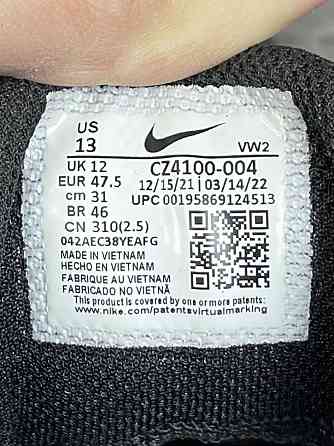 US
13
VW2
UK 12
EUR 47.5
cm 31
BR 46
CN 310(2.5)
CZ4100-004
12/15/21 | 03/14/22
UPC 00195869124513
042AEC38YEAFG
MADE IN VIETNAM
HECHO EN VIETNAM
FABRIQUE AU VIETNAM
FABRICADO NO VIETNÃ
This product is covered by one or more patents:
www.nike.com/patentsvirtualmarking